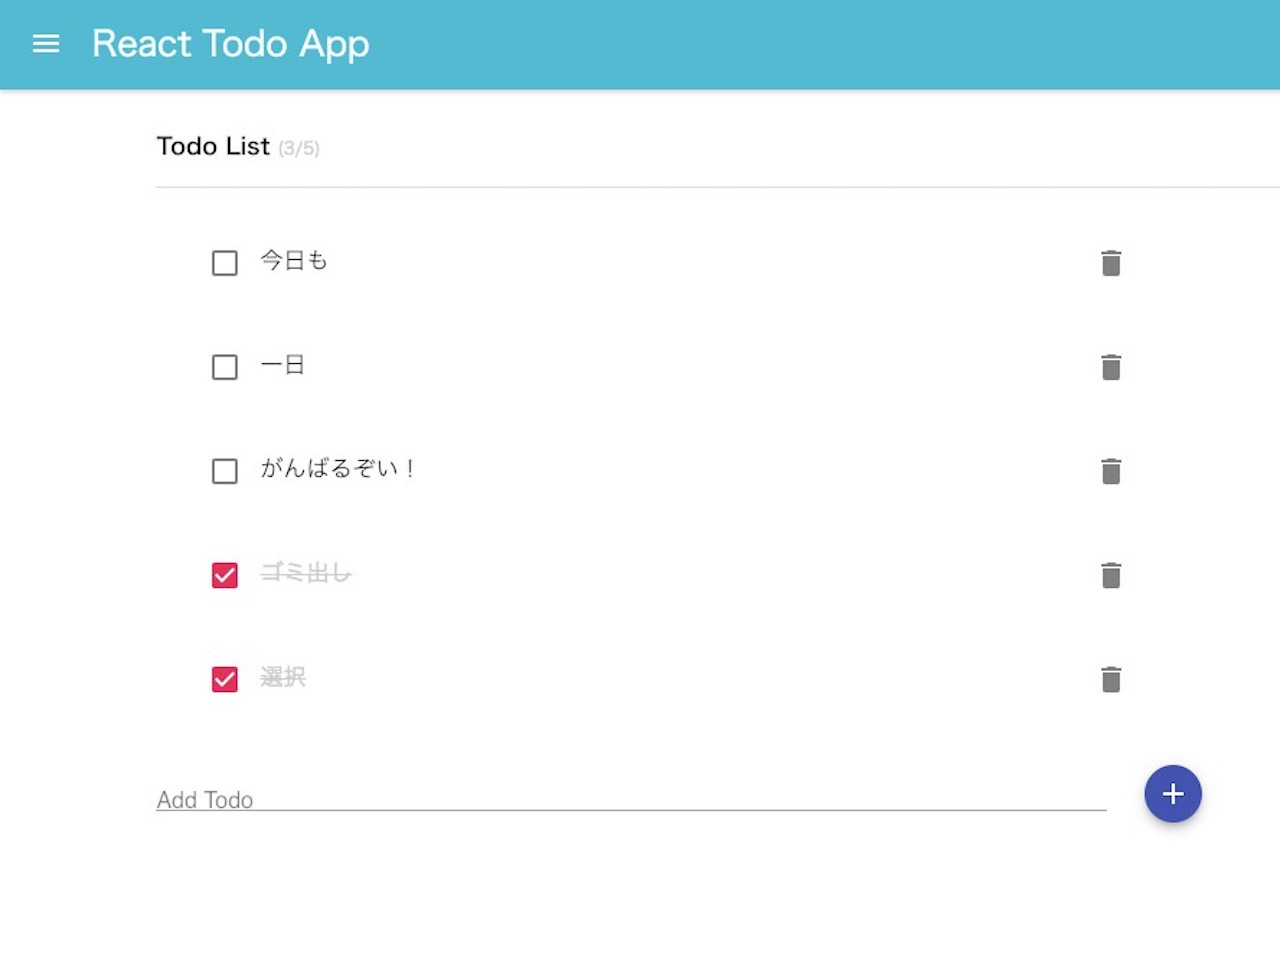 React Todo App
Todo List (3/5)
今日も
一日
がんばるぞい！
ゴミ出し
選択
Add Todo